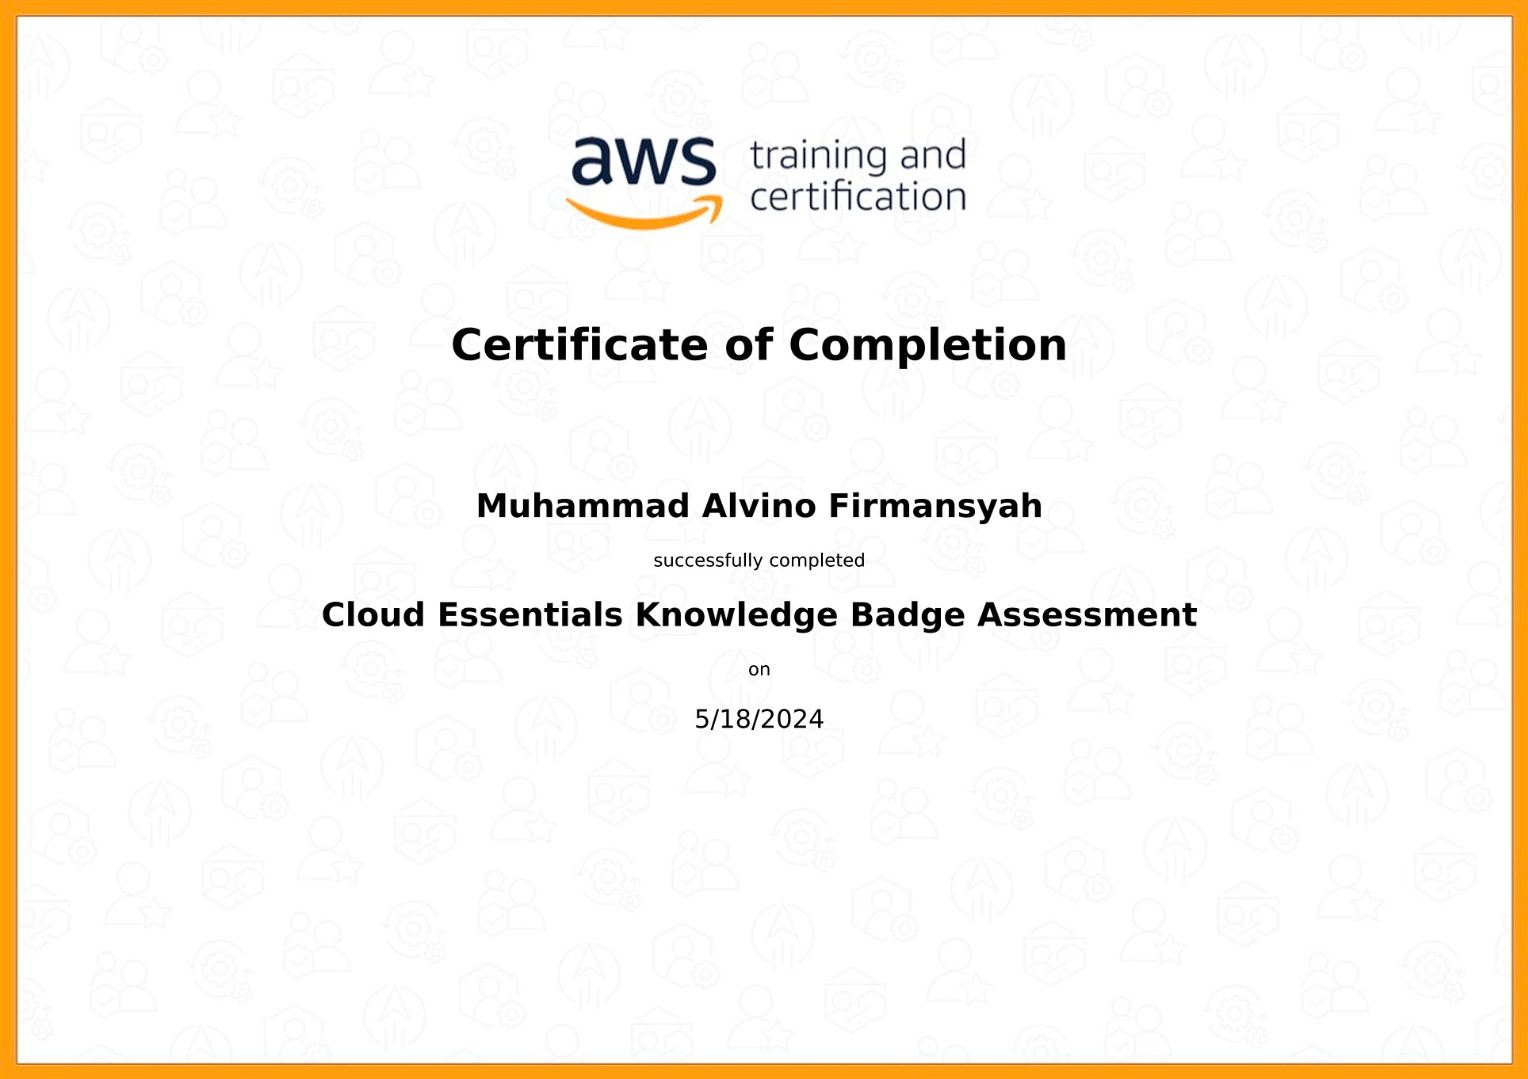 aws training and
certification
Certificate of Completion
Muhammad Alvino Firmansyah
successfully completed
Cloud Essentials Knowledge Badge Assessment
on
5/18/2024